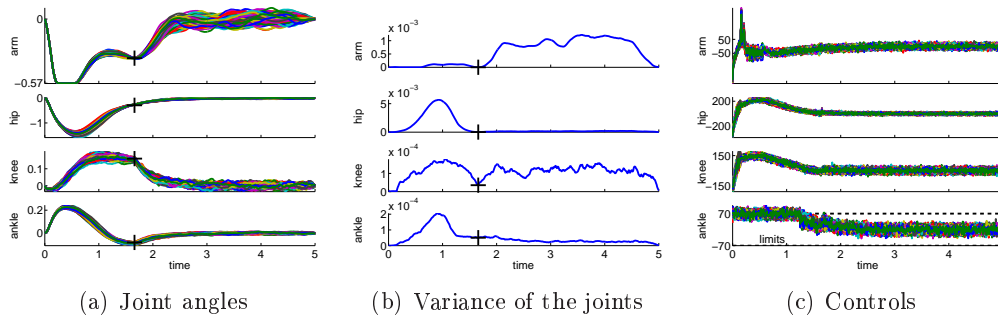 0
arm
−0.57
0
hip
−1
0.1
knee
0
0.2
ankle
0
0 1 2 3 4 5
time
(a) Joint angles
x 10⁻³
1
arm
0.5
0
x 10⁻³
5
hip
0
x 10⁻⁴
1
knee
0
x 10⁻⁴
2
ankle
1
0
0 1 2 3 4 5
time
(b) Variance of the joints
50
arm
−50
200
hip
−200
150
knee
−150
70
ankle
limits
−70
0 1 2 3 4
time
(c) Controls